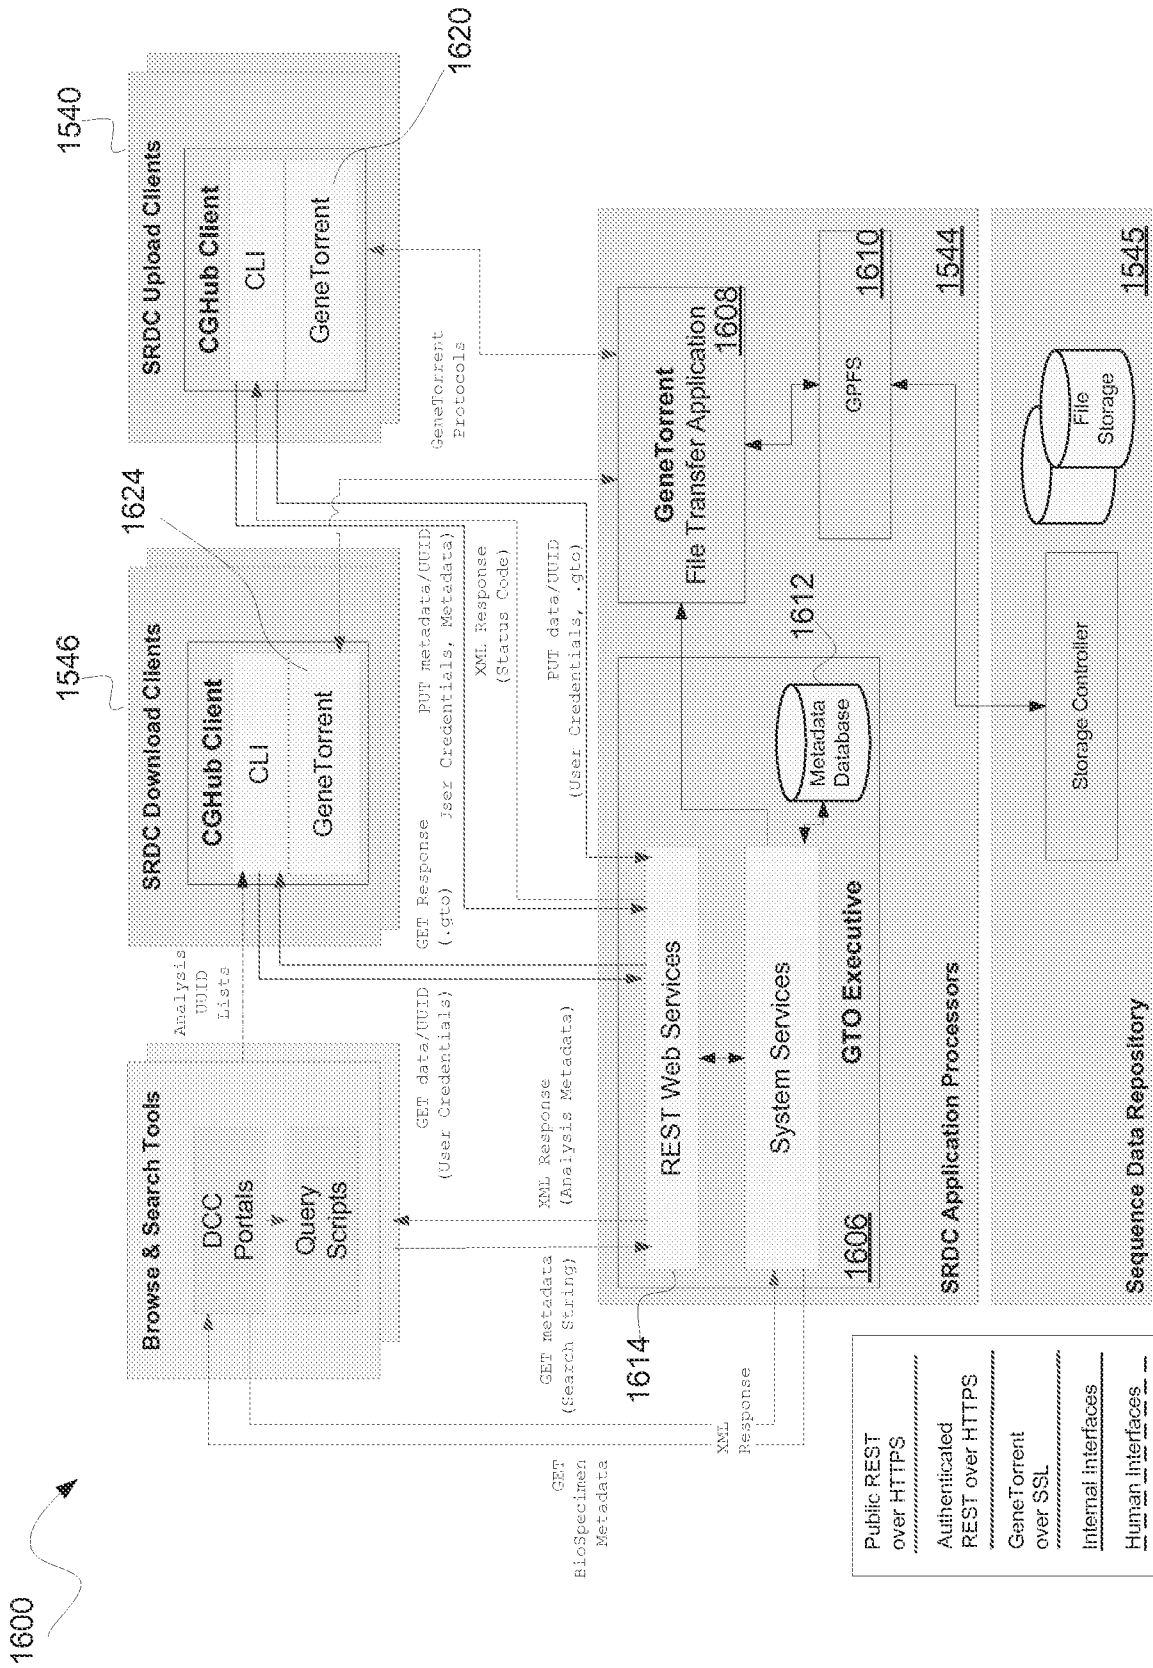 1600
Browse & Search Tools
DCC
Portals
Query
Scripts
Analysis
UUID
Lists
1546
SRDC Download Clients
CGHub Client
CLI
GeneTorrent
1624
1540
SRDC Upload Clients
CGHub Client
CLI
GeneTorrent
1620
GET
BioSpecimen
Metadata
XML
Response
GET metadata
(Search String)
XML Response
(Analysis Metadata)
GET data/UUID
(User Credentials)
GET Response
(.gto)
PUT metadata/UUID
User Credentials, Metadata)
XML Response
(Status Code)
PUT data/UUID
(User Credentials, .gto)
GeneTorrent
Protocols
1614
REST Web Services
System Services
GTO Executive
1606
Metadata
Database
1612
GeneTorrent
File Transfer Application
1608
GPFS
1610
SRDC Application Processors
1544
Storage Controller
File
Storage
Sequence Data Repository
1545
Public REST
over HTTPS
Authenticated
REST over HTTPS
GeneTorrent
over SSL
Internal Interfaces
Human Interfaces